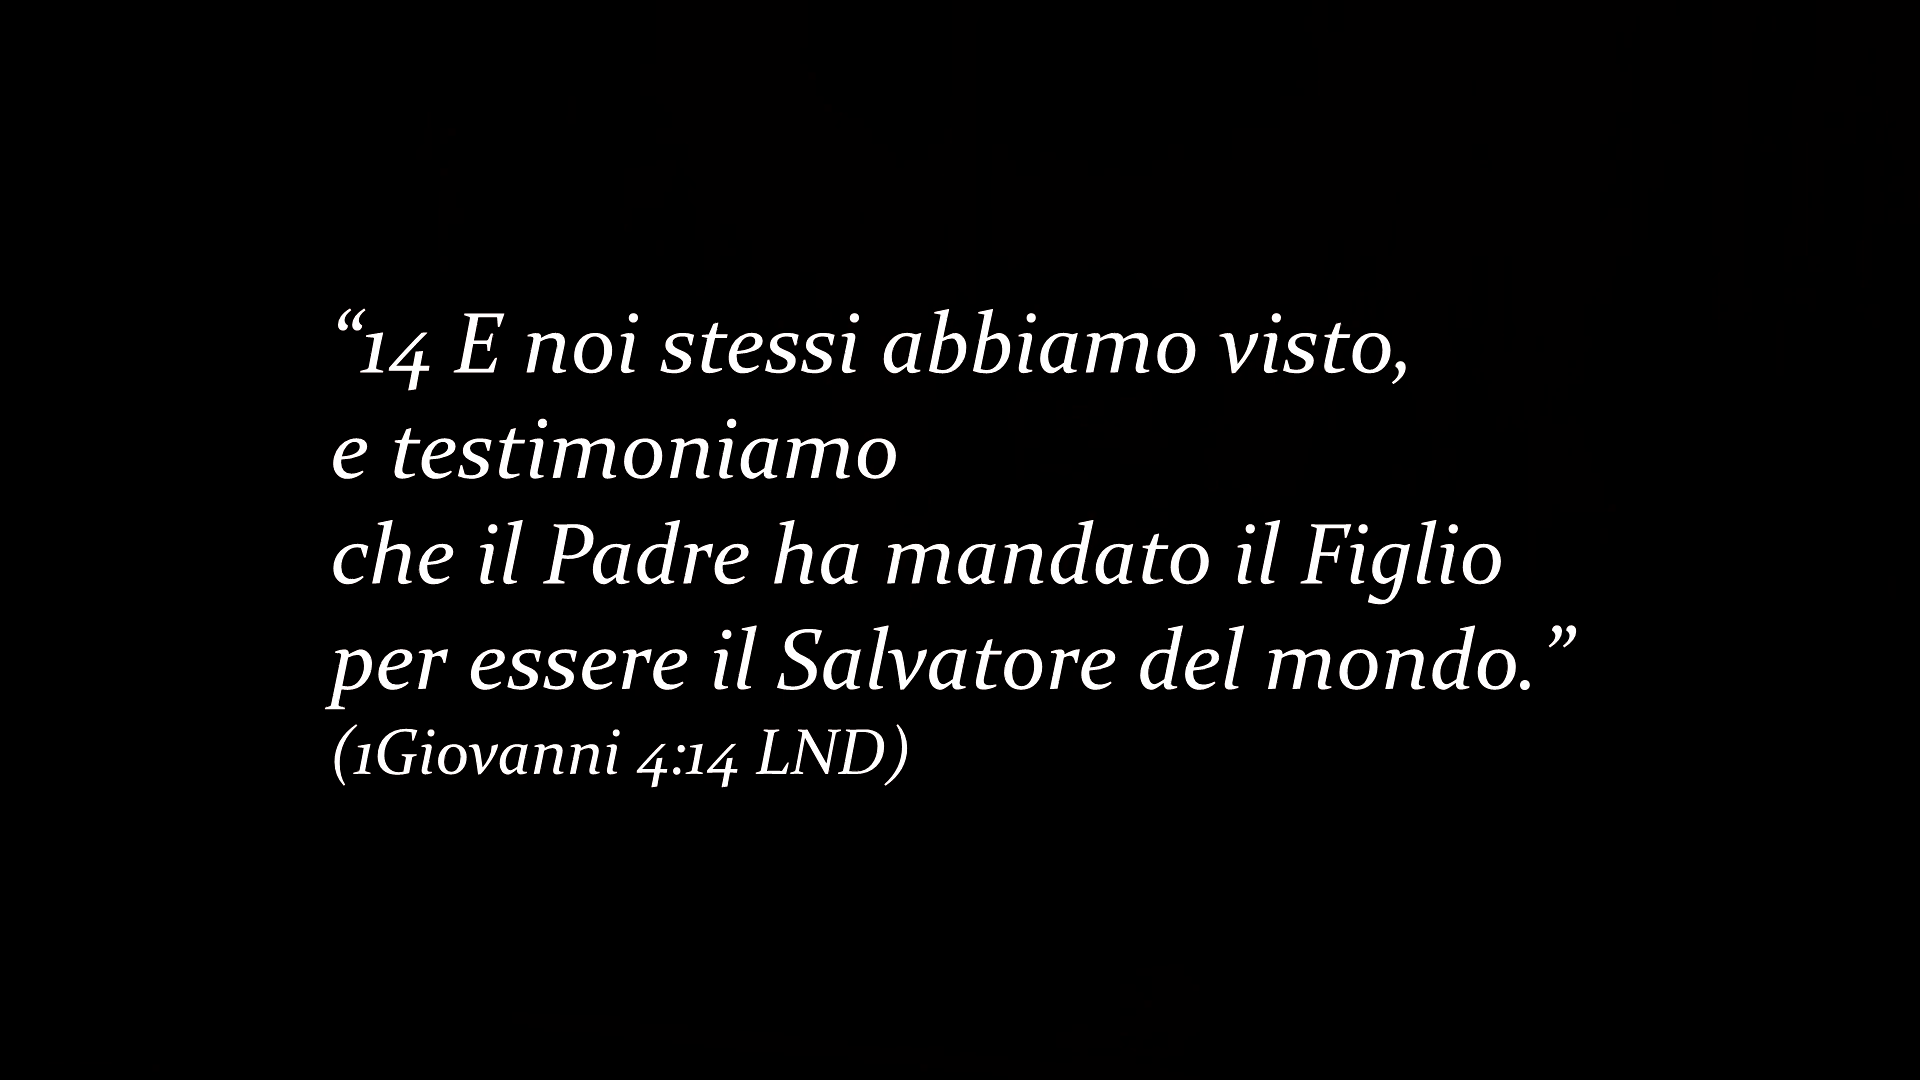 “14 E noi stessi abbiamo visto,
e testimoniamo
che il Padre ha mandato il Figlio
per essere il Salvatore del mondo.”
(1Giovanni 4:14 LND)